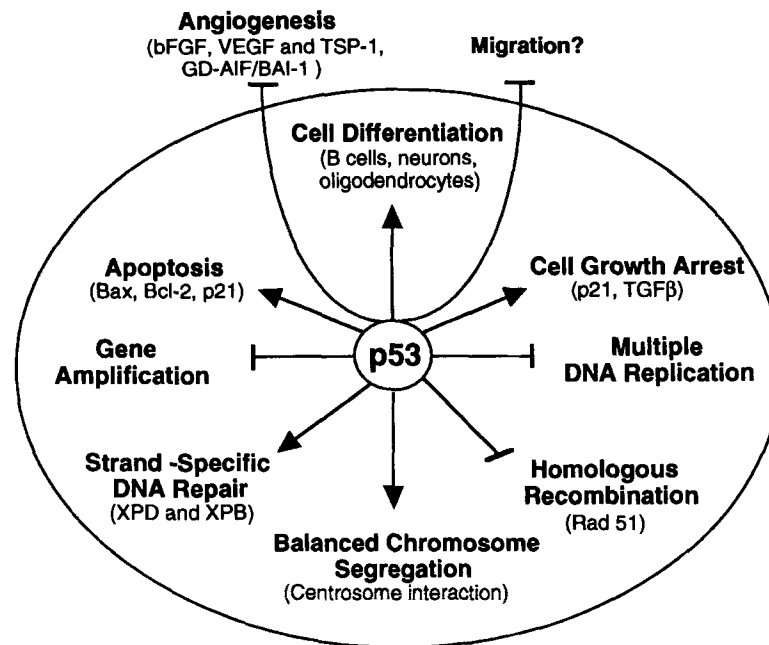 Angiogenesis
(bFGF, VEGF and TSP-1,
GD-AIF/BAI-1 )
Migration?
Cell Differentiation
(B cells, neurons,
oligodendrocytes)
Apoptosis
(Bax, Bcl-2, p21)
Cell Growth Arrest
(p21, TGFβ)
Gene
Amplification
p53
Multiple
DNA Replication
Strand -Specific
DNA Repair
(XPD and XPB)
Homologous
Recombination
(Rad 51)
Balanced Chromosome
Segregation
(Centrosome interaction)